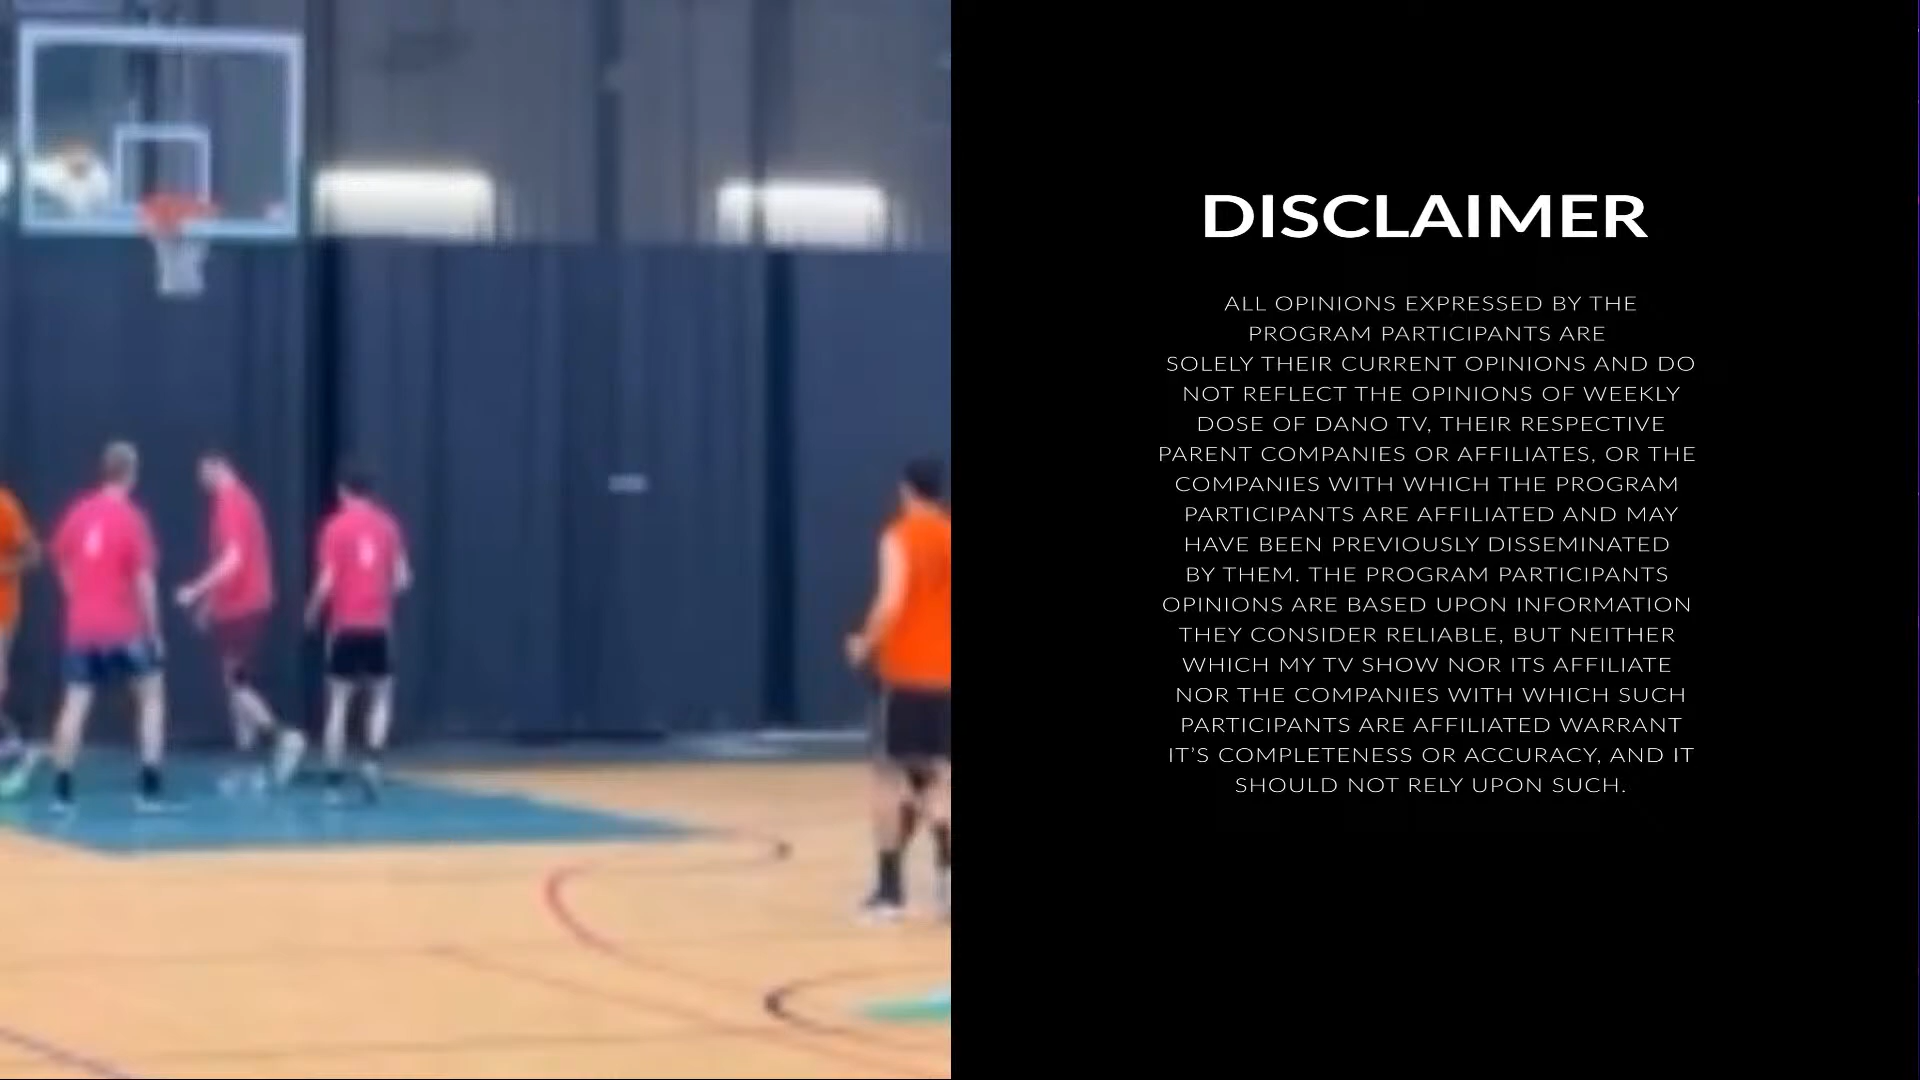 DISCLAIMER
ALL OPINIONS EXPRESSED BY THE
PROGRAM PARTICIPANTS ARE
SOLELY THEIR CURRENT OPINIONS AND DO
NOT REFLECT THE OPINIONS OF WEEKLY
DOSE OF DANO TV, THEIR RESPECTIVE
PARENT COMPANIES OR AFFILIATES, OR THE
COMPANIES WITH WHICH THE PROGRAM
PARTICIPANTS ARE AFFILIATED AND MAY
HAVE BEEN PREVIOUSLY DISSEMINATED
BY THEM. THE PROGRAM PARTICIPANTS
OPINIONS ARE BASED UPON INFORMATION
THEY CONSIDER RELIABLE, BUT NEITHER
WHICH MY TV SHOW NOR ITS AFFILIATE
NOR THE COMPANIES WITH WHICH SUCH
PARTICIPANTS ARE AFFILIATED WARRANT
IT’S COMPLETENESS OR ACCURACY, AND IT
SHOULD NOT RELY UPON SUCH.